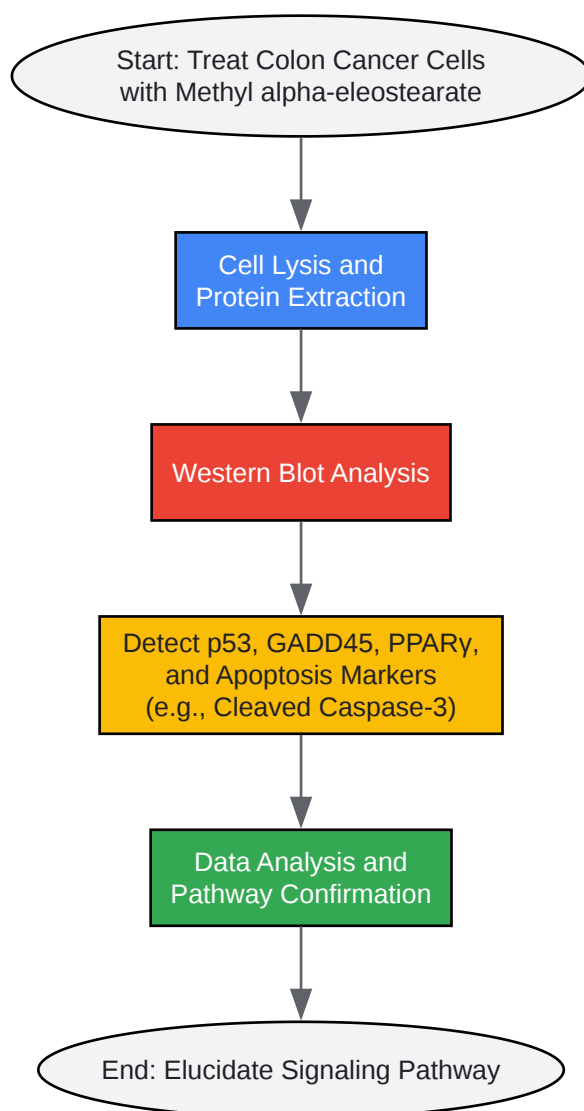 Start: Treat Colon Cancer Cells
with Methyl alpha-eleostearate
Cell Lysis and
Protein Extraction
Western Blot Analysis
Detect p53, GADD45, PPARγ,
and Apoptosis Markers
(e.g., Cleaved Caspase-3)
Data Analysis and
Pathway Confirmation
End: Elucidate Signaling Pathway